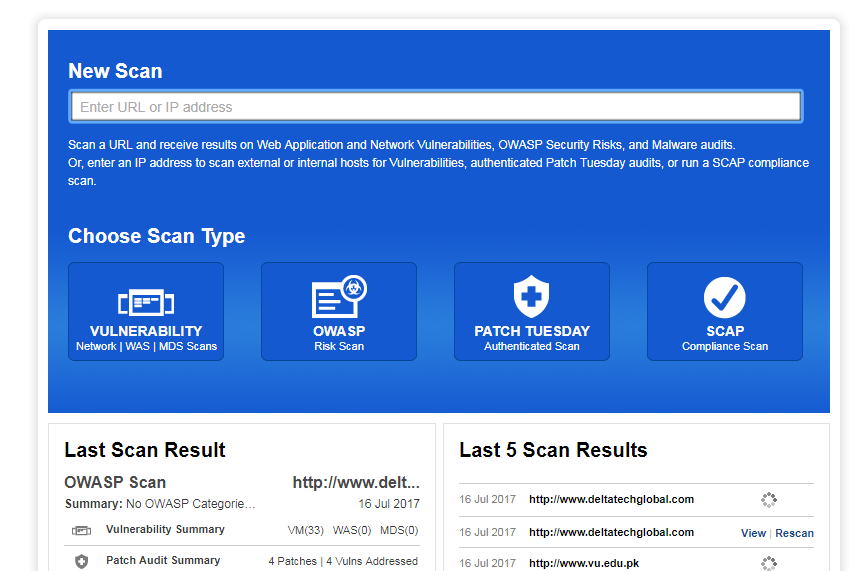 New Scan
Enter URL or IP address
Scan a URL and receive results on Web Application and Network Vulnerabilities, OWASP Security Risks, and Malware audits.
Or, enter an IP address to scan external or internal hosts for Vulnerabilities, authenticated Patch Tuesday audits, or run a SCAP compliance
scan.
Choose Scan Type
VULNERABILITY
Network | WAS | MDS Scans
OWASP
Risk Scan
PATCH TUESDAY
Authenticated Scan
SCAP
Compliance Scan
Last Scan Result
OWASP Scan http://www.delt...
Summary: No OWASP Categorie... 16 Jul 2017
Vulnerability Summary VM(33) WAS(0) MDS(0)
Patch Audit Summary 4 Patches | 4 Vulns Addressed
Last 5 Scan Results
16 Jul 2017 http://www.deltatechglobal.com
16 Jul 2017 http://www.deltatechglobal.com View | Rescan
16 Jul 2017 http://www.vu.edu.pk